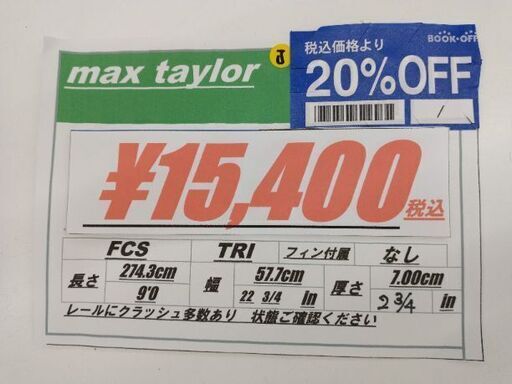 max taylor
J
税込価格より
BOOK・OFF
20%OFF
/
¥15,400税込
FCS TRI フィン付属 なし
長さ 274.3cm 幅 57.7cm 厚さ 7.00cm
9'0 22 3/4 in 2 3/4 in
レールにクラッシュ多数あり 状態ご確認ください